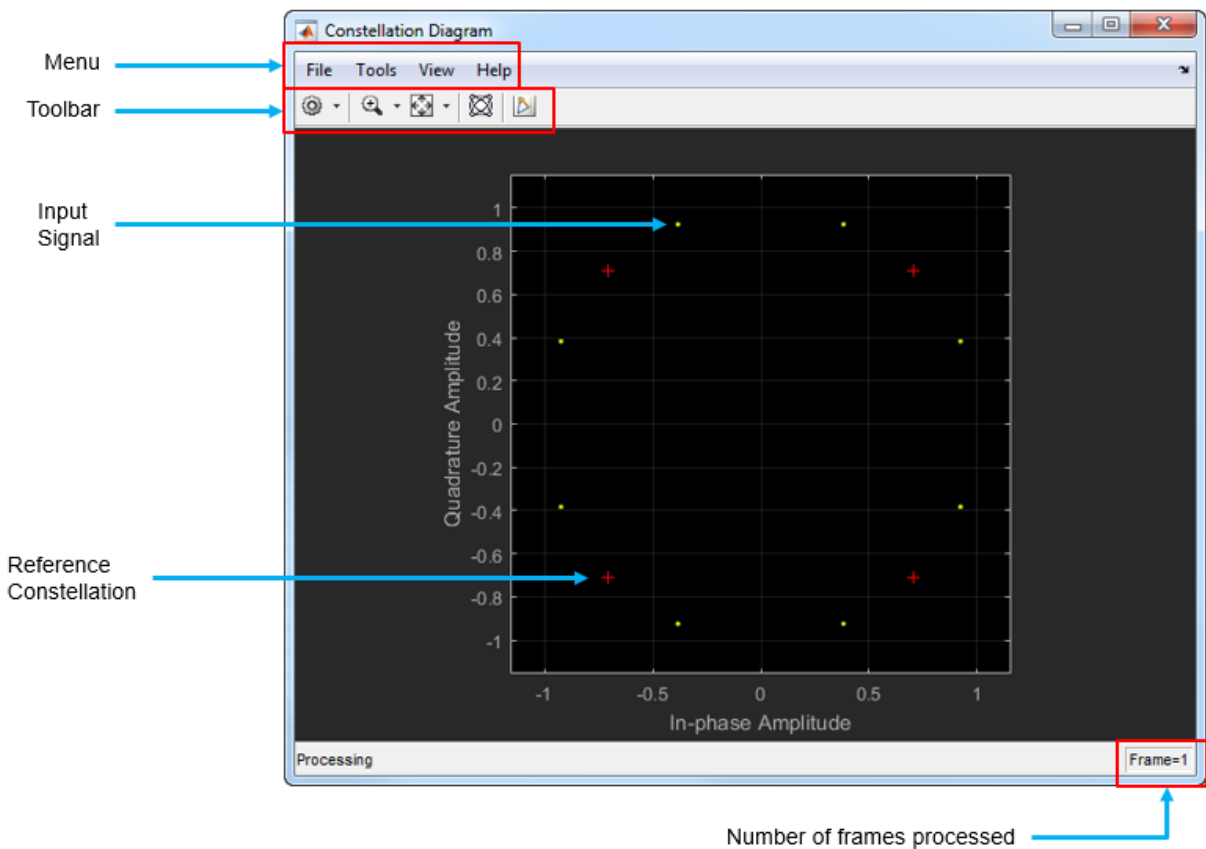 Constellation Diagram
Menu
File Tools View Help
Toolbar
Input
Signal
1
0.8
0.6
0.4
0.2
0
-0.2
-0.4
-0.6
-0.8
-1
Quadrature Amplitude
Reference
Constellation
-1 -0.5 0 0.5 1
In-phase Amplitude
Processing
Frame=1
Number of frames processed